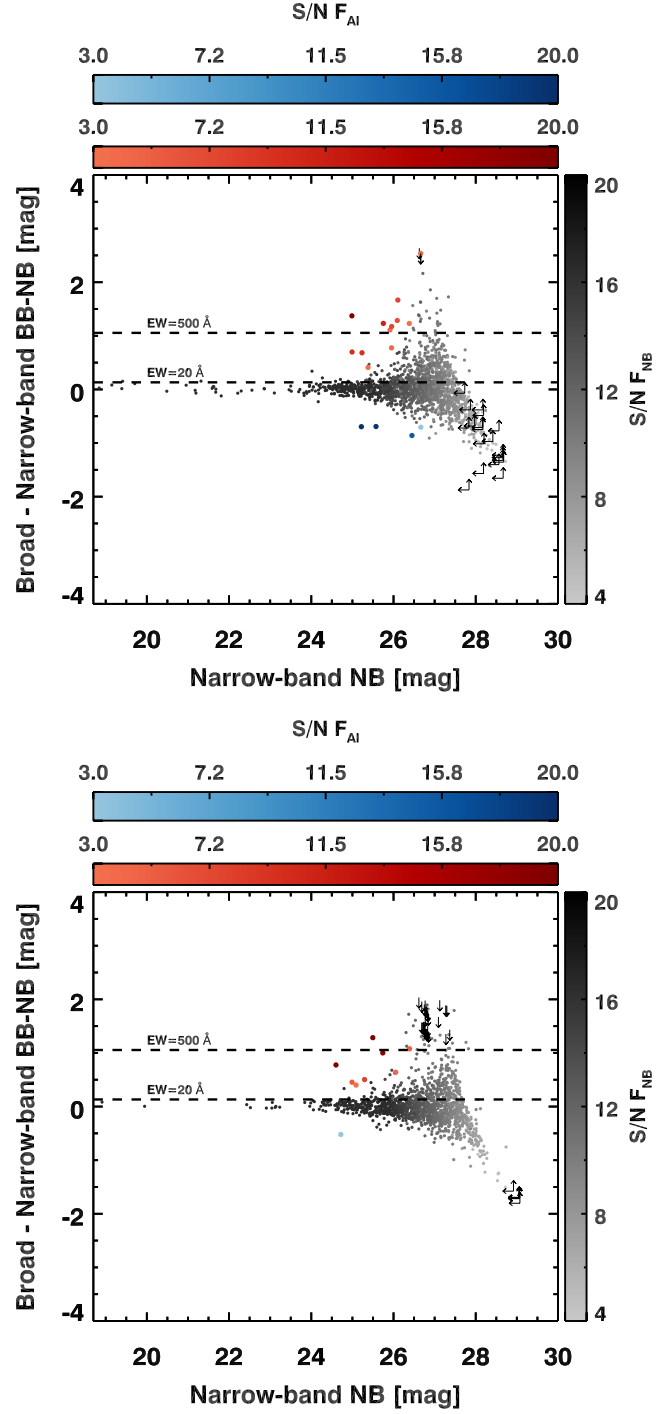 S/N F_AI
3.0 7.2 11.5 15.8 20.0
3.0 7.2 11.5 15.8 20.0
Broad - Narrow-band BB-NB [mag]
4
2
0
-2
-4
EW=500 Å
EW=20 Å
20
16
12
8
4
S/N F_NB
20 22 24 26 28 30
Narrow-band NB [mag]
S/N F_AI
3.0 7.2 11.5 15.8 20.0
3.0 7.2 11.5 15.8 20.0
Broad - Narrow-band BB-NB [mag]
4
2
0
-2
-4
EW=500 Å
EW=20 Å
20
16
12
8
4
S/N F_NB
20 22 24 26 28 30
Narrow-band NB [mag]